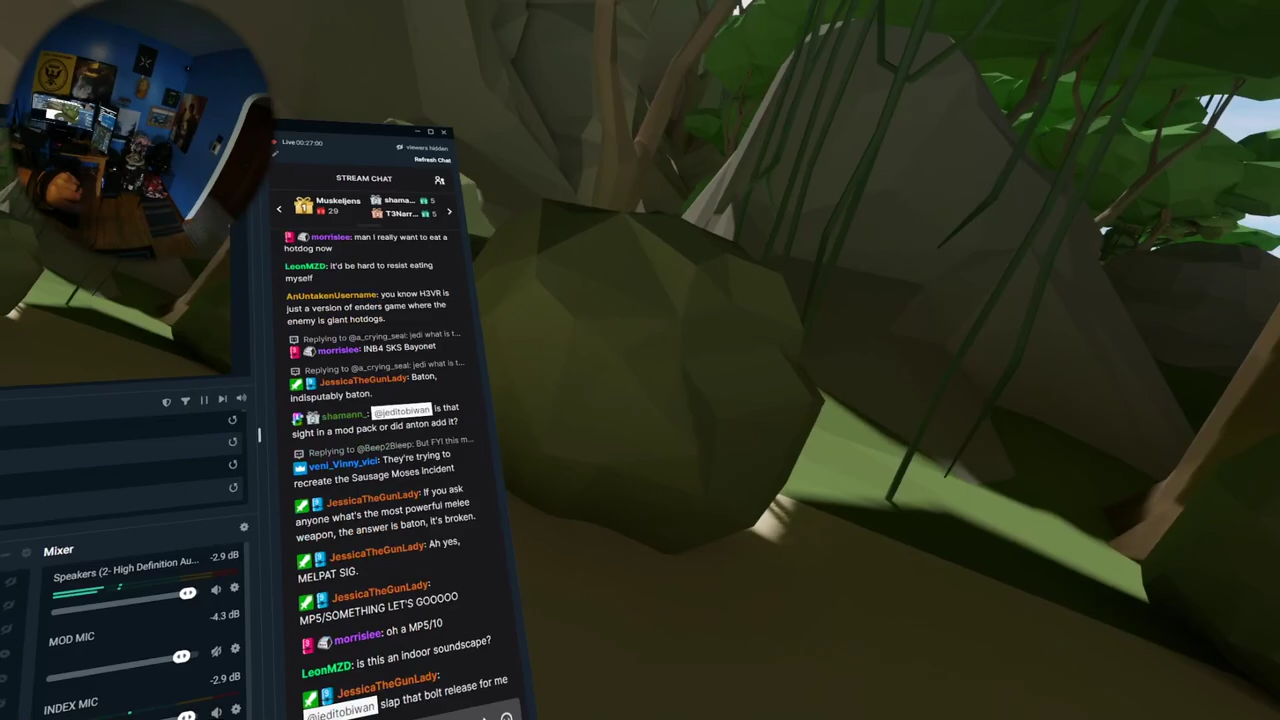 Live 00:27:00
viewers hidden
Refresh Chat
STREAM CHAT
Muskeljens
29
shama... 5
T3Narr... 5
morrislee: man I really want to eat a
hotdog now
LeonMZD: it'd be hard to resist eating
myself
AnUntakenUsername: you know H3VR is
just a version of enders game where the
enemy is giant hotdogs.
Replying to @a_crying_seal: jedi what is t...
morrislee: INB4 SKS Bayonet
Replying to @a_crying_seal: jedi what is t...
JessicaTheGunLady: Baton,
indisputably baton.
shamann_: @jeditobiwan is that
sight in a mod pack or did anton add it?
Replying to @Beep2Bleep: But FYI this m...
veni_Vinny_vici: They're trying to
recreate the Sausage Moses Incident
JessicaTheGunLady: If you ask
anyone what's the most powerful melee
weapon, the answer is baton, it's broken.
JessicaTheGunLady: Ah yes,
MELPAT SIG.
JessicaTheGunLady:
MP5/SOMETHING LET'S GOOOOO
morrislee: oh a MP5/10
LeonMZD: is this an indoor soundscape?
JessicaTheGunLady:
@jeditobiwan slap that bolt release for me
Mixer
Speakers (2- High Definition Au... -2.9 dB
-4.3 dB
MOD MIC
-2.9 dB
INDEX MIC